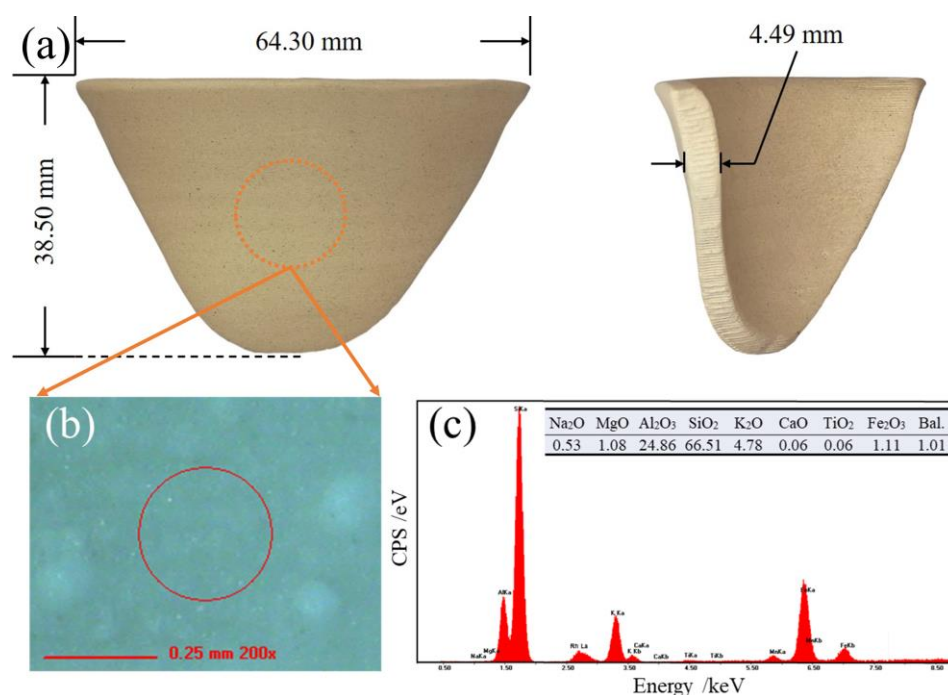 (a)
64.30 mm
4.49 mm
38.50 mm
(b)
0.25 mm 200x
(c)
Na₂O MgO Al₂O₃ SiO₂ K₂O CaO TiO₂ Fe₂O₃ Bal.
0.53 1.08 24.86 66.51 4.78 0.06 0.06 1.11 1.01
CPS /eV
SiKa
AlKa
NaKa
MgKa
Rh La
K Ka
K Kb
CaKa
CaKb
TiKa
TiKb
MnKa
MnKb
FeKb
0.50 1.50 2.50 3.50 4.50 5.50 6.50 7.50 8.50
Energy /keV